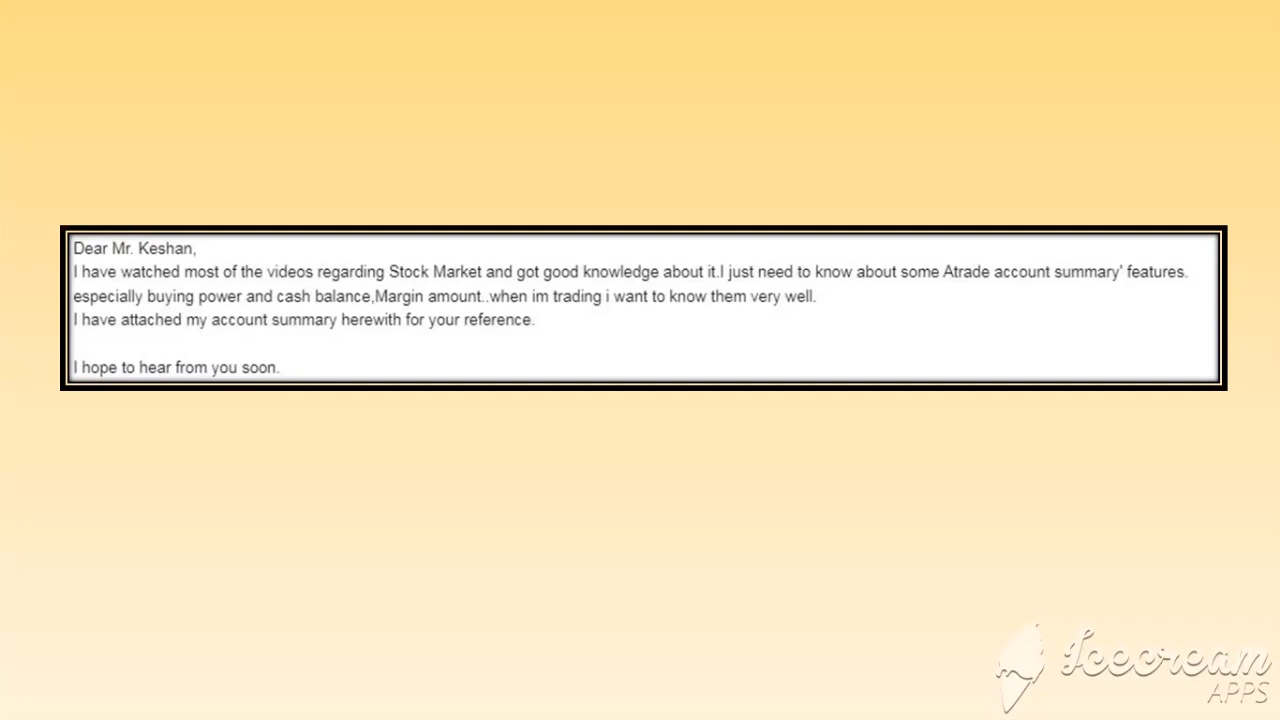 Dear Mr. Keshan,
I have watched most of the videos regarding Stock Market and got good knowledge about it.I just need to know about some Atrade account summary' features.
especially buying power and cash balance,Margin amount..when im trading i want to know them very well.
I have attached my account summary herewith for your reference.
I hope to hear from you soon.
Icecream
APPS